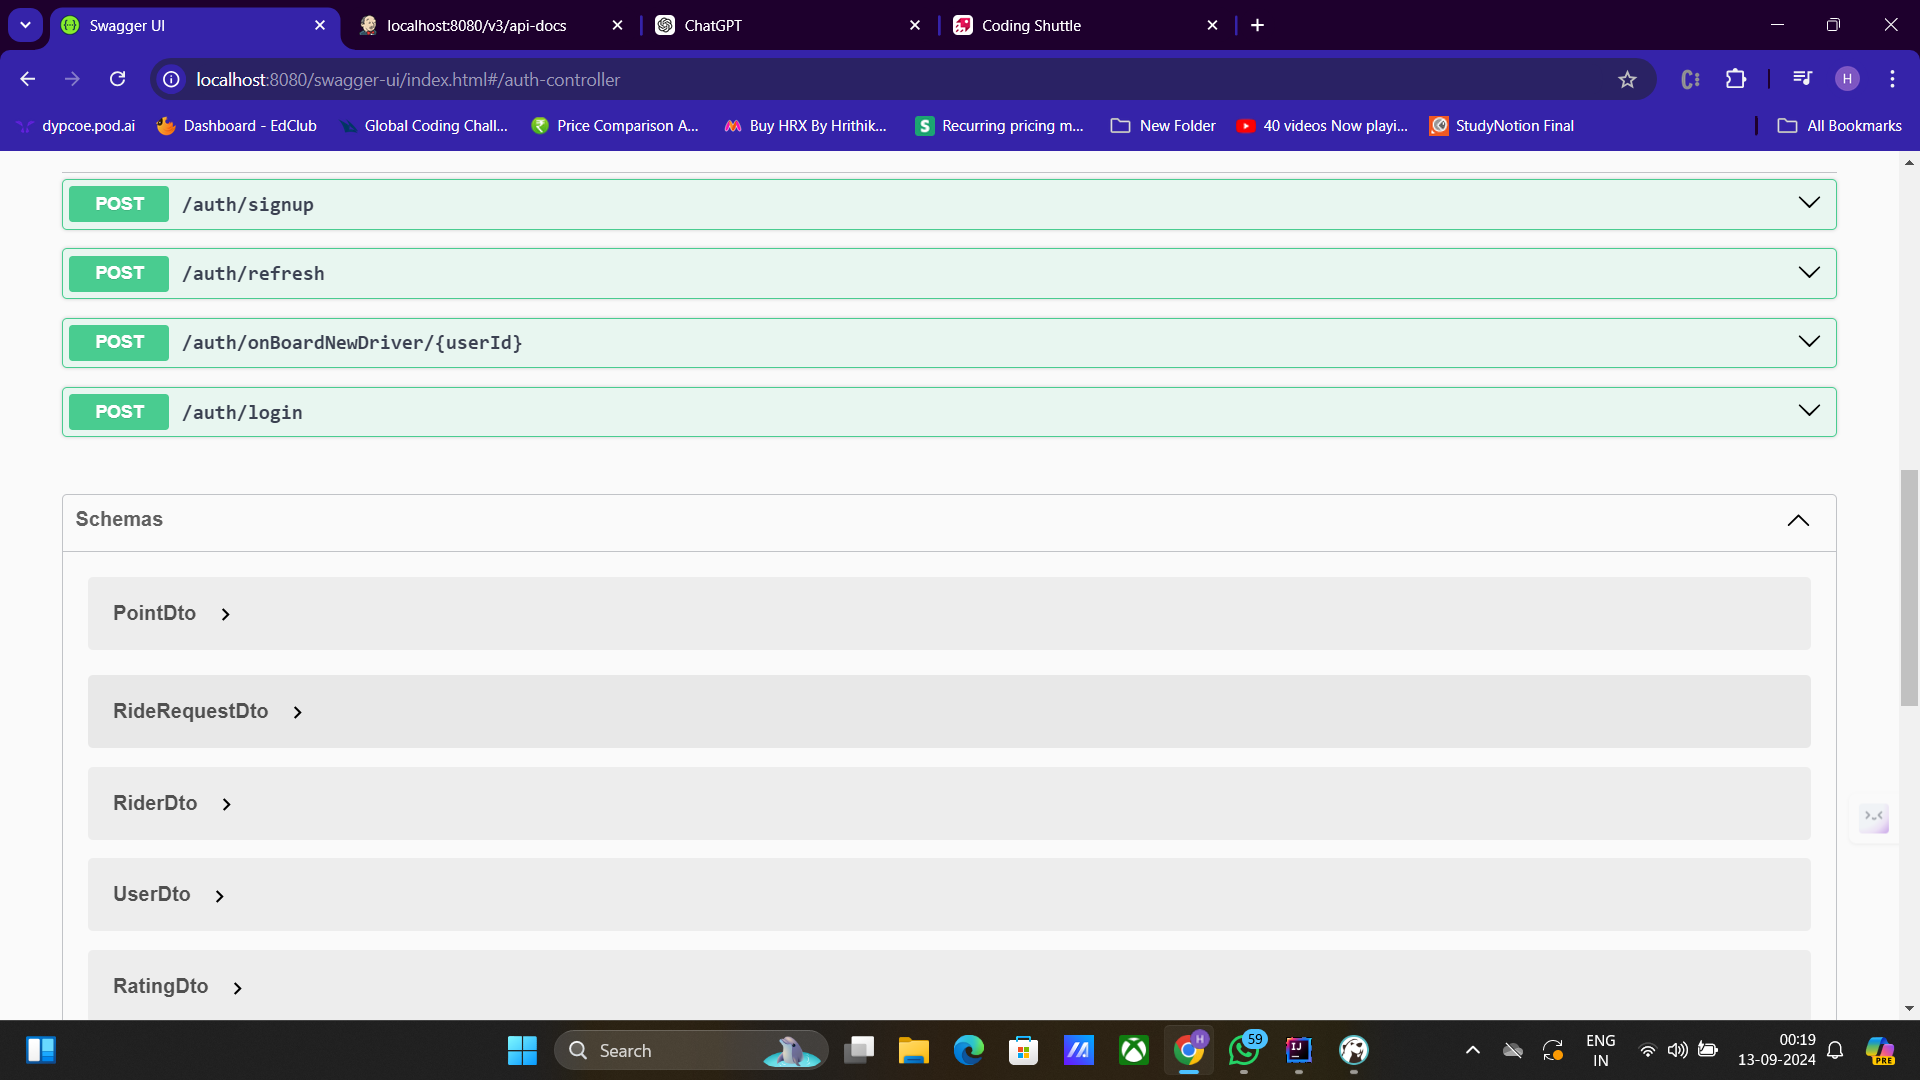 Swagger UI
localhost:8080/v3/api-docs
ChatGPT
Coding Shuttle
localhost:8080/swagger-ui/index.html#/auth-controller
H
dypcoe.pod.ai
Dashboard - EdClub
Global Coding Chall...
Price Comparison A...
Buy HRX By Hrithik...
Recurring pricing m...
New Folder
40 videos Now playi...
StudyNotion Final
All Bookmarks
POST /auth/signup
POST /auth/refresh
POST /auth/onBoardNewDriver/{userId}
POST /auth/login
Schemas
PointDto
RideRequestDto
RiderDto
UserDto
RatingDto
Search
H
59
IJ
ENG
IN
00:19
13-09-2024
PRE